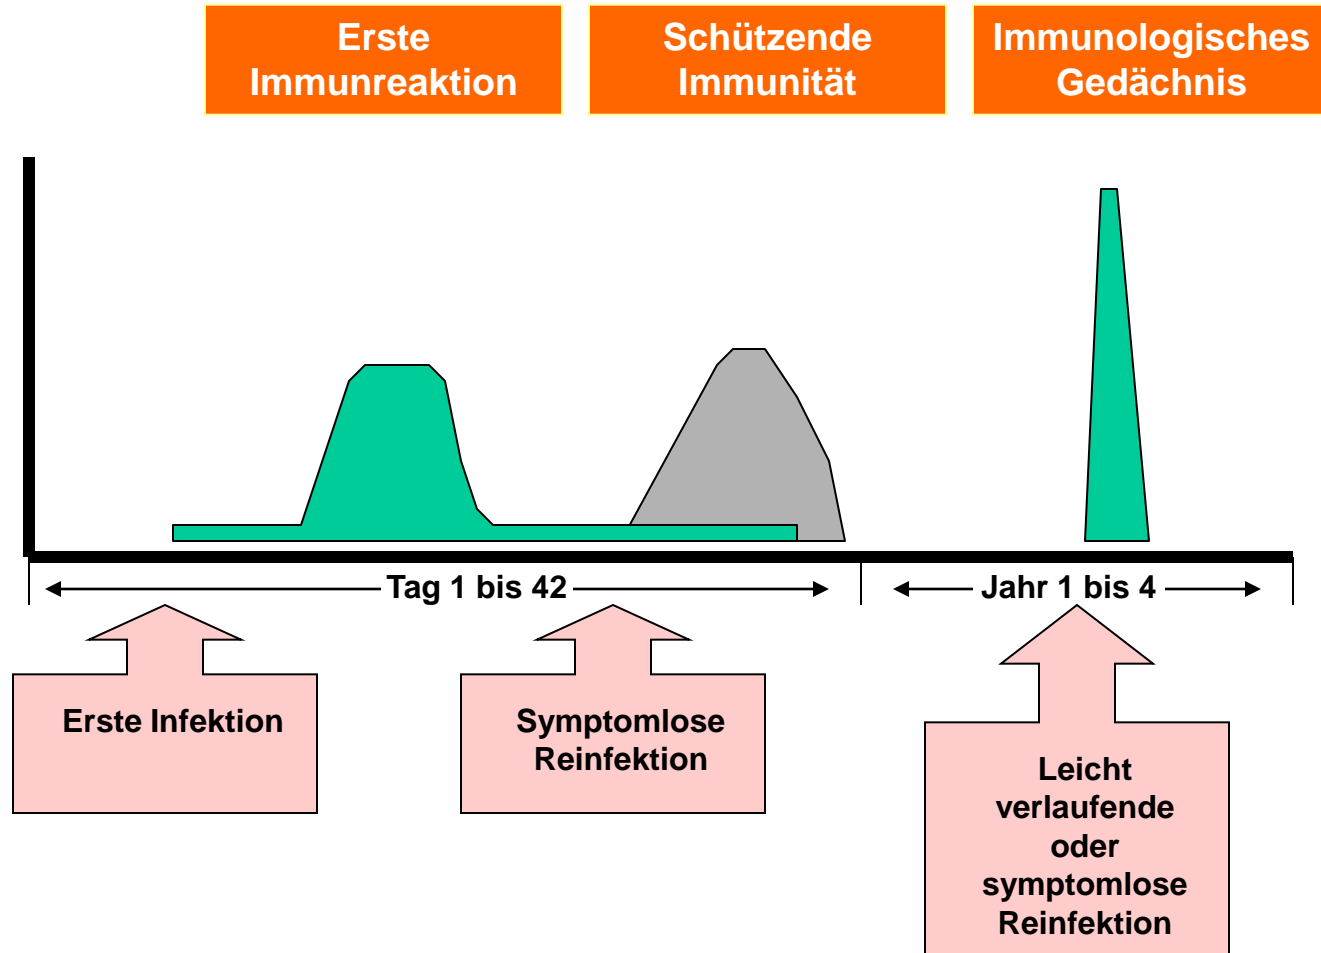 Erste
Immunreaktion
Schützende
Immunität
Immunologisches
Gedächnis
Tag 1 bis 42
Jahr 1 bis 4
Erste Infektion
Symptomlose
Reinfektion
Leicht
verlaufende
oder
symptomlose
Reinfektion